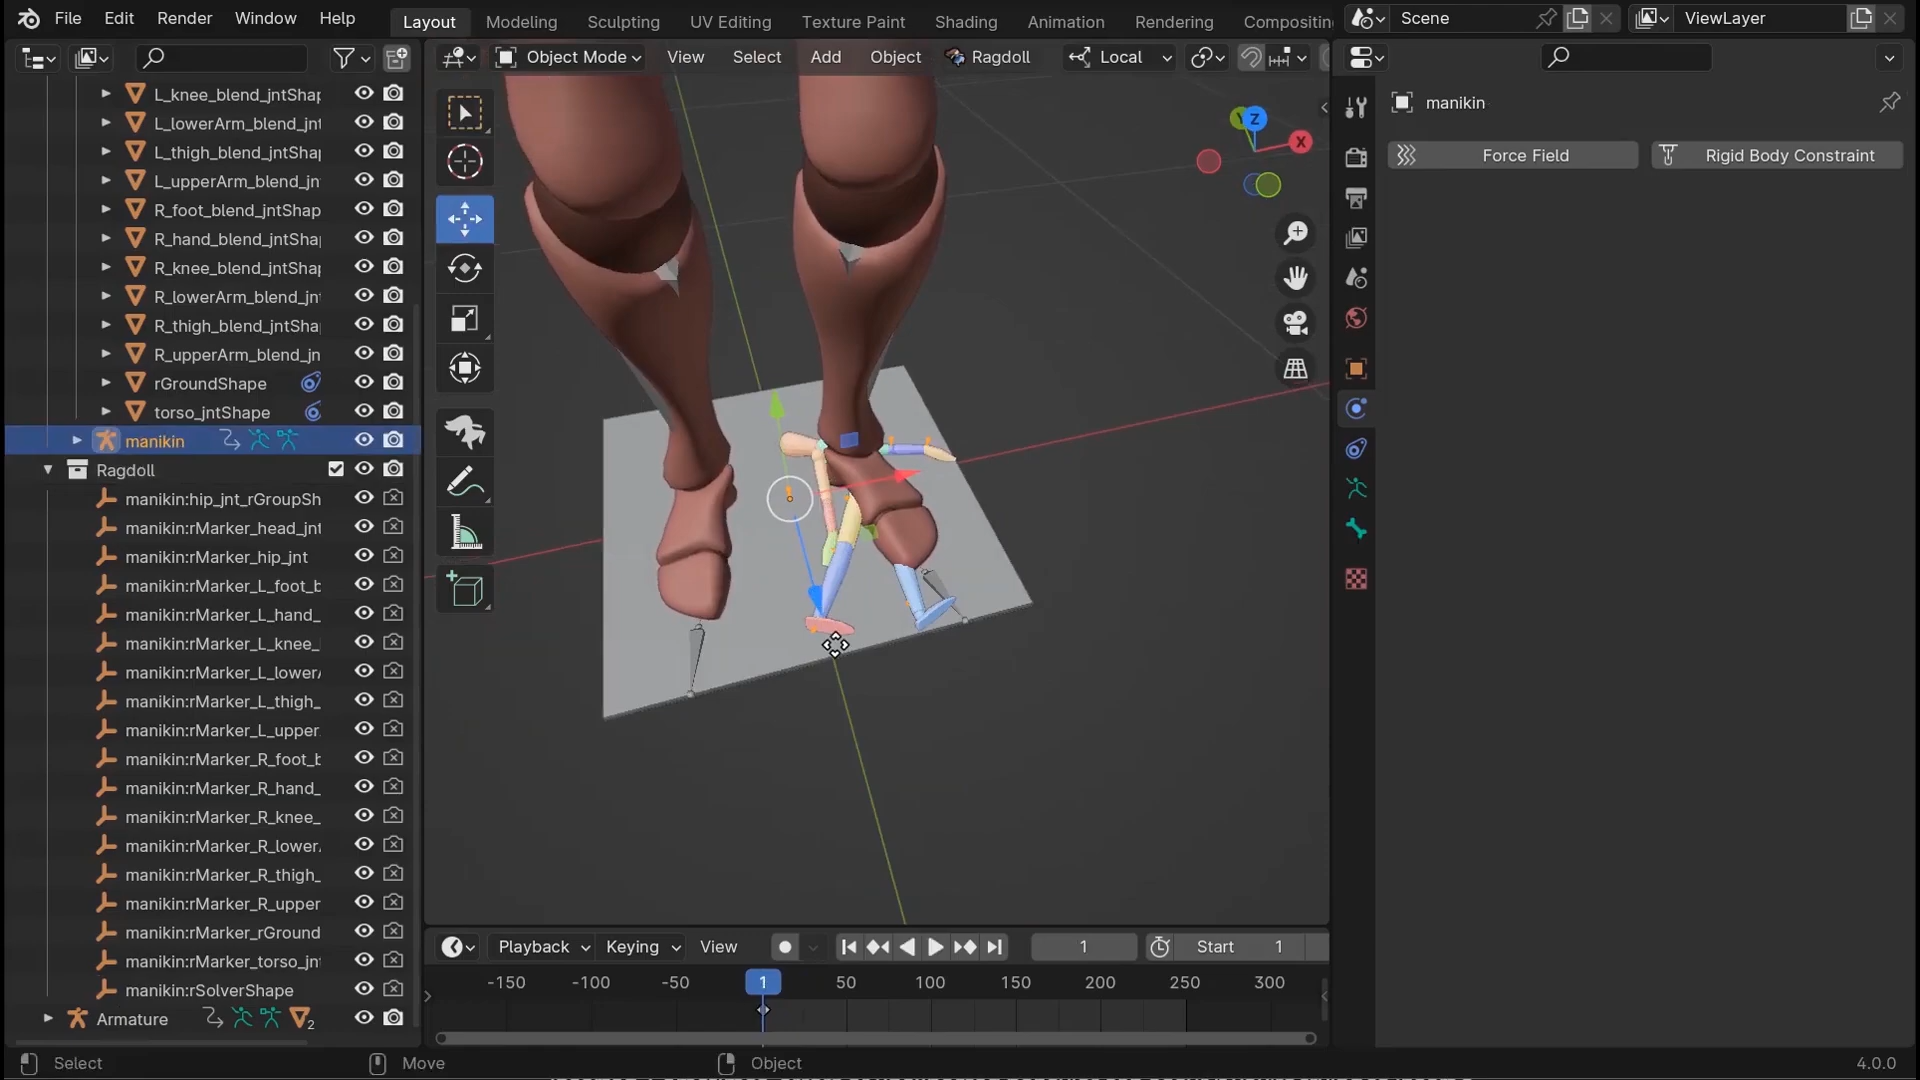 File Edit Render Window Help
Layout Modeling Sculpting UV Editing Texture Paint Shading Animation Rendering Compositin
Scene
ViewLayer
Object Mode View Select Add Object Ragdoll Local
manikin
Force Field Rigid Body Constraint
L_knee_blend_jntShap
L_lowerArm_blend_jnt
L_thigh_blend_jntShap
L_upperArm_blend_jn
R_foot_blend_jntShap
R_hand_blend_jntShap
R_knee_blend_jntShap
R_lowerArm_blend_jnt
R_thigh_blend_jntShap
R_upperArm_blend_jn
rGroundShape
torso_jntShape
manikin
Ragdoll
manikin:hip_jnt_rGroupSh
manikin:rMarker_head_jnt
manikin:rMarker_hip_jnt
manikin:rMarker_L_foot_b
manikin:rMarker_L_hand_
manikin:rMarker_L_knee_
manikin:rMarker_L_lowerA
manikin:rMarker_L_thigh_
manikin:rMarker_L_upper
manikin:rMarker_R_foot_b
manikin:rMarker_R_hand_
manikin:rMarker_R_knee_
manikin:rMarker_R_lower
manikin:rMarker_R_thigh_
manikin:rMarker_R_upper
manikin:rMarker_rGround
manikin:rMarker_torso_jnt
manikin:rSolverShape
Armature 2
X
Y
Z
Playback Keying View 1 Start 1
-150 -100 -50 1 50 100 150 200 250 300
Select Move Object 4.0.0